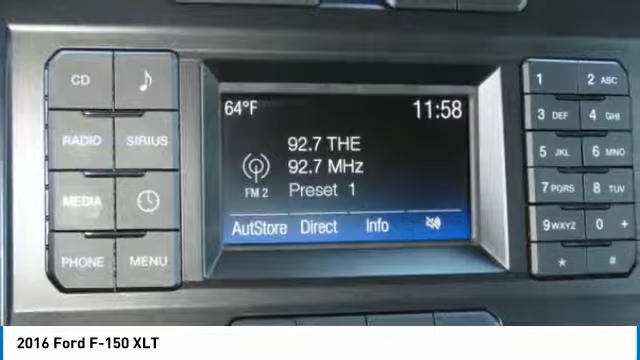 CD
RADIO SIRIUS
MEDIA
PHONE MENU
64°F 11:58
92.7 THE
92.7 MHz
FM 2 Preset 1
AutStore Direct Info
1 2 ABC
3 DEF 4 GHI
5 JKL 6 MNO
7 PQRS 8 TUV
9 WXYZ 0 +
* #
2016 Ford F-150 XLT